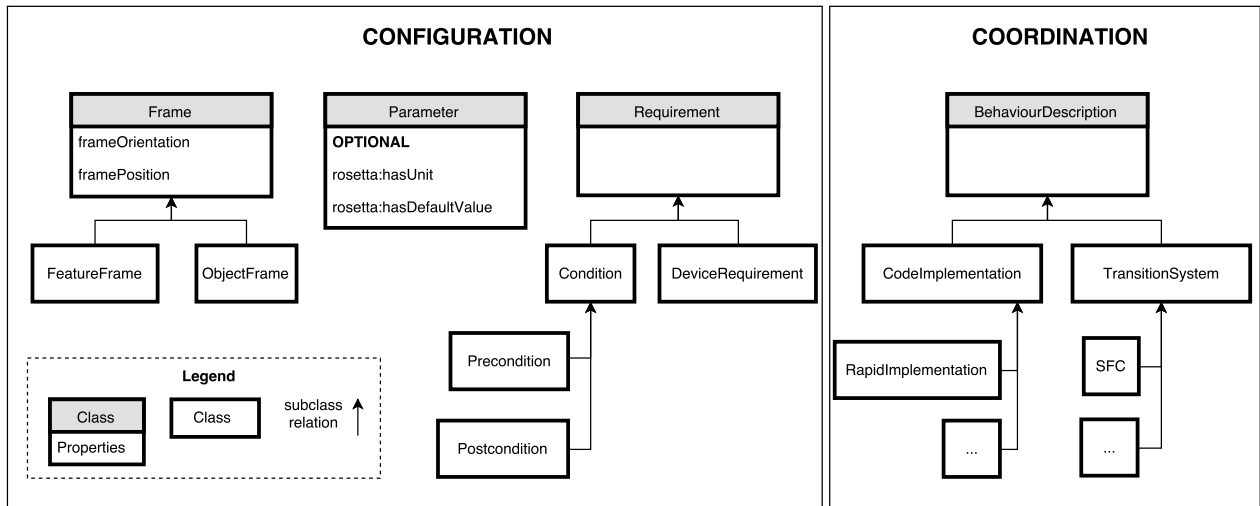 CONFIGURATION
Frame
frameOrientation
framePosition
FeatureFrame
ObjectFrame
Parameter
OPTIONAL
rosetta:hasUnit
rosetta:hasDefaultValue
Requirement
Condition
DeviceRequirement
Precondition
Postcondition
Legend
Class
Properties
Class
subclass
relation
COORDINATION
BehaviourDescription
CodeImplementation
TransitionSystem
RapidImplementation
...
SFC
...